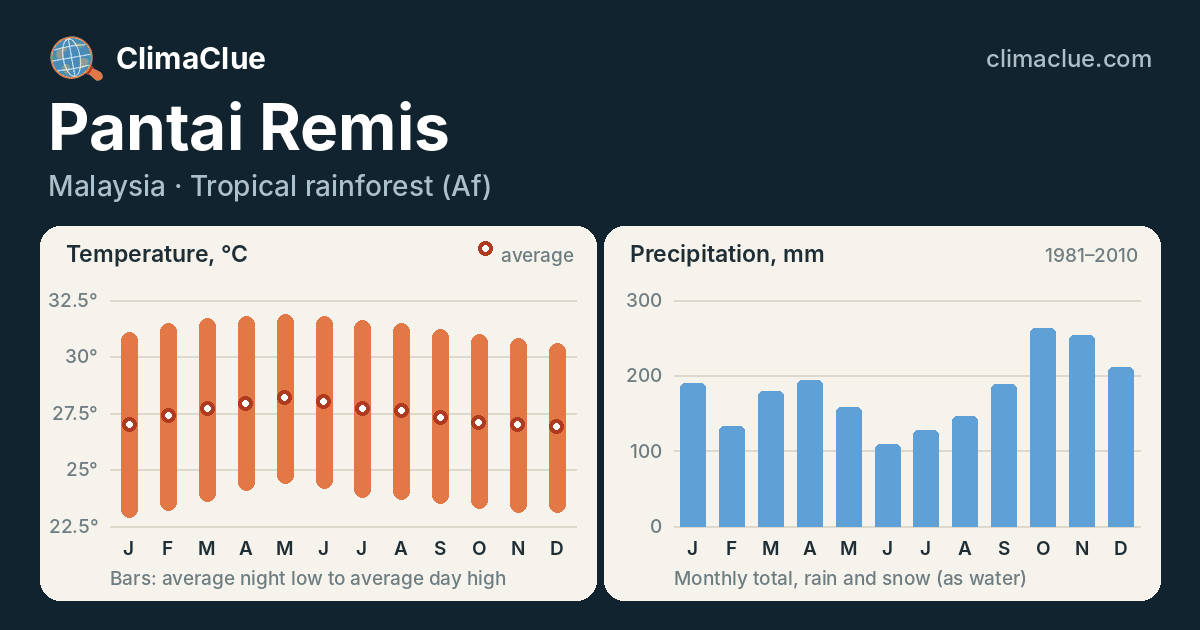 ClimaClue
climaclue.com
Pantai Remis
Malaysia · Tropical rainforest (Af)
Temperature, °C
average
32.5°
30°
27.5°
25°
22.5°
J F M A M J J A S O N D
Bars: average night low to average day high
Precipitation, mm
1981–2010
300
200
100
0
J F M A M J J A S O N D
Monthly total, rain and snow (as water)